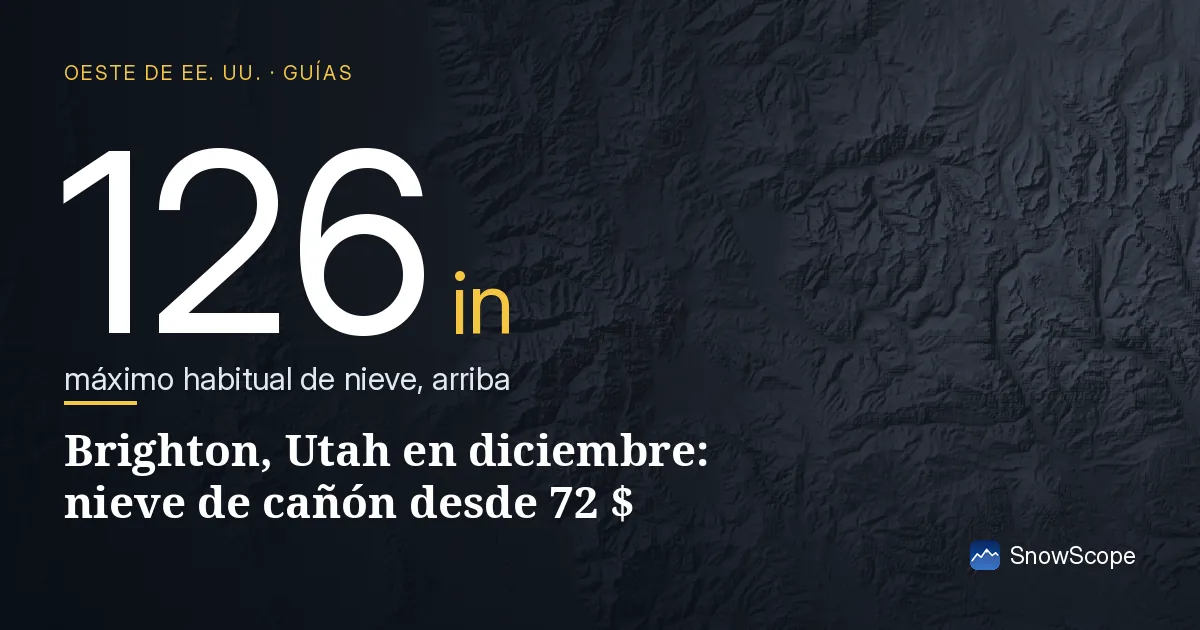 OESTE DE EE. UU. · GUÍAS
126 in
máximo habitual de nieve, arriba
Brighton, Utah en diciembre:
nieve de cañón desde 72 $
SnowScope